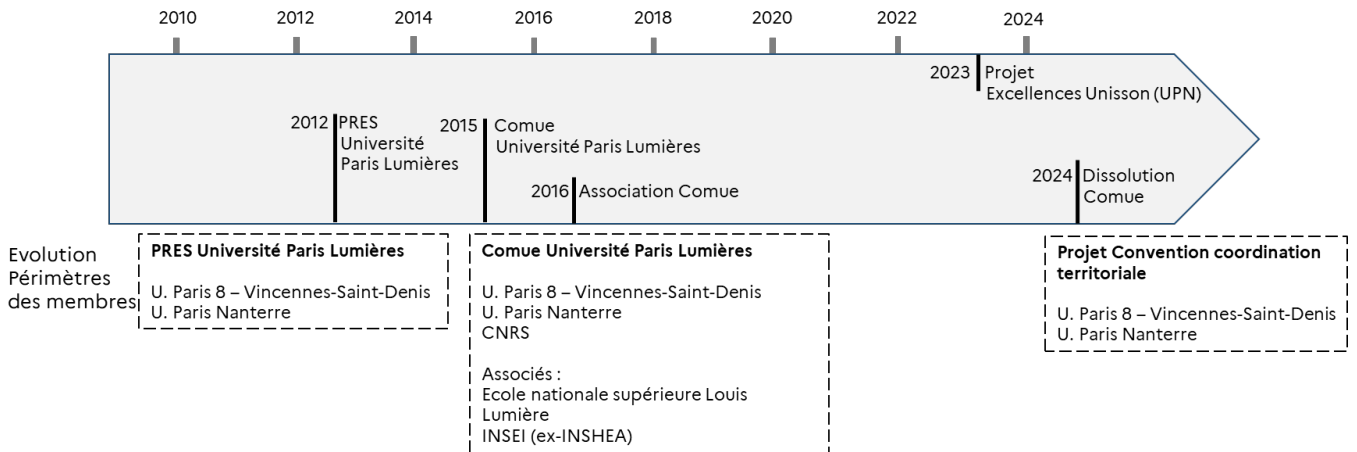 2010 2012 2014 2016 2018 2020 2022 2024
2023 Projet
Excellences Unisson (UPN)
2012 PRES
Université
Paris Lumières
2015 Comue
Université Paris Lumières
2016 Association Comue
2024 Dissolution
Comue
Evolution
Périmètres
des membres
PRES Université Paris Lumières
U. Paris 8 – Vincennes-Saint-Denis
U. Paris Nanterre
Comue Université Paris Lumières
U. Paris 8 – Vincennes-Saint-Denis
U. Paris Nanterre
CNRS
Associés :
Ecole nationale supérieure Louis
Lumière
INSEI (ex-INSHEA)
Projet Convention coordination
territoriale
U. Paris 8 – Vincennes-Saint-Denis
U. Paris Nanterre